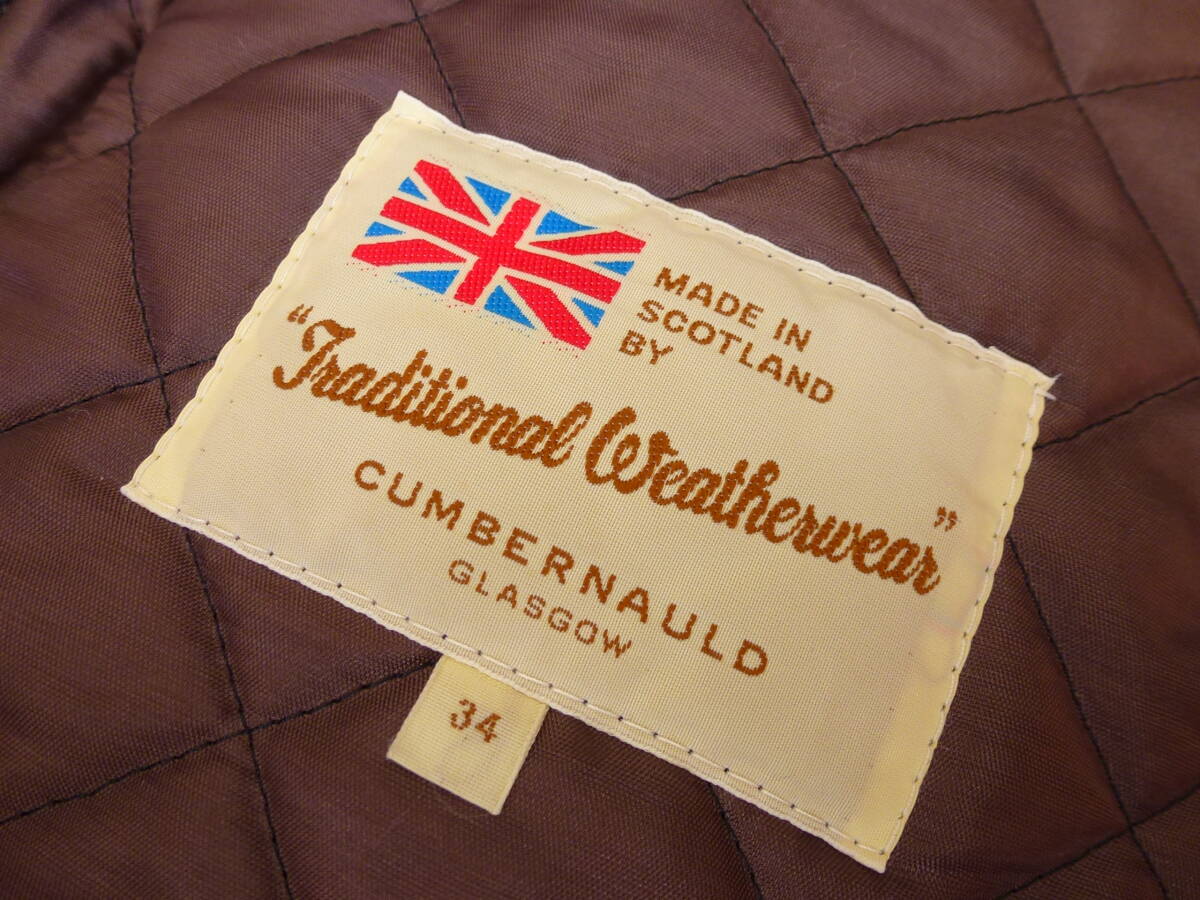 MADE IN
SCOTLAND
BY
“Traditional Weatherwear”
CUMBERNAULD
GLASGOW
34